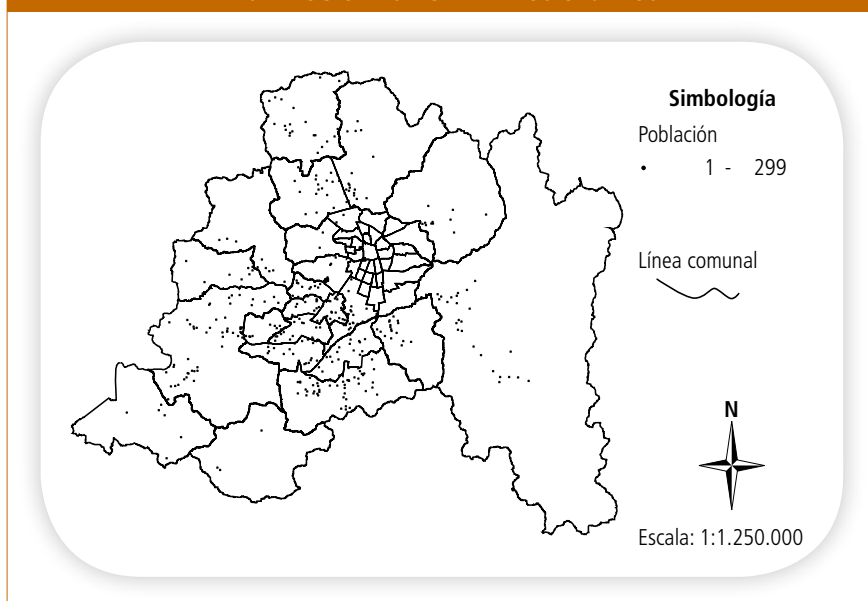 Simbología
Población
• 1 - 299
Línea comunal
N
Escala: 1:1.250.000